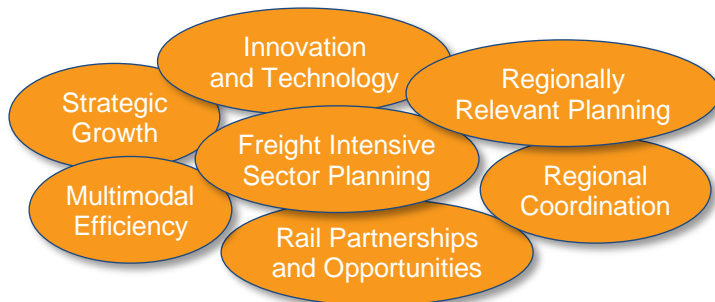 Innovation
and Technology
Regionally
Relevant Planning
Strategic
Growth
Freight Intensive
Sector Planning
Multimodal
Efficiency
Regional
Coordination
Rail Partnerships
and Opportunities